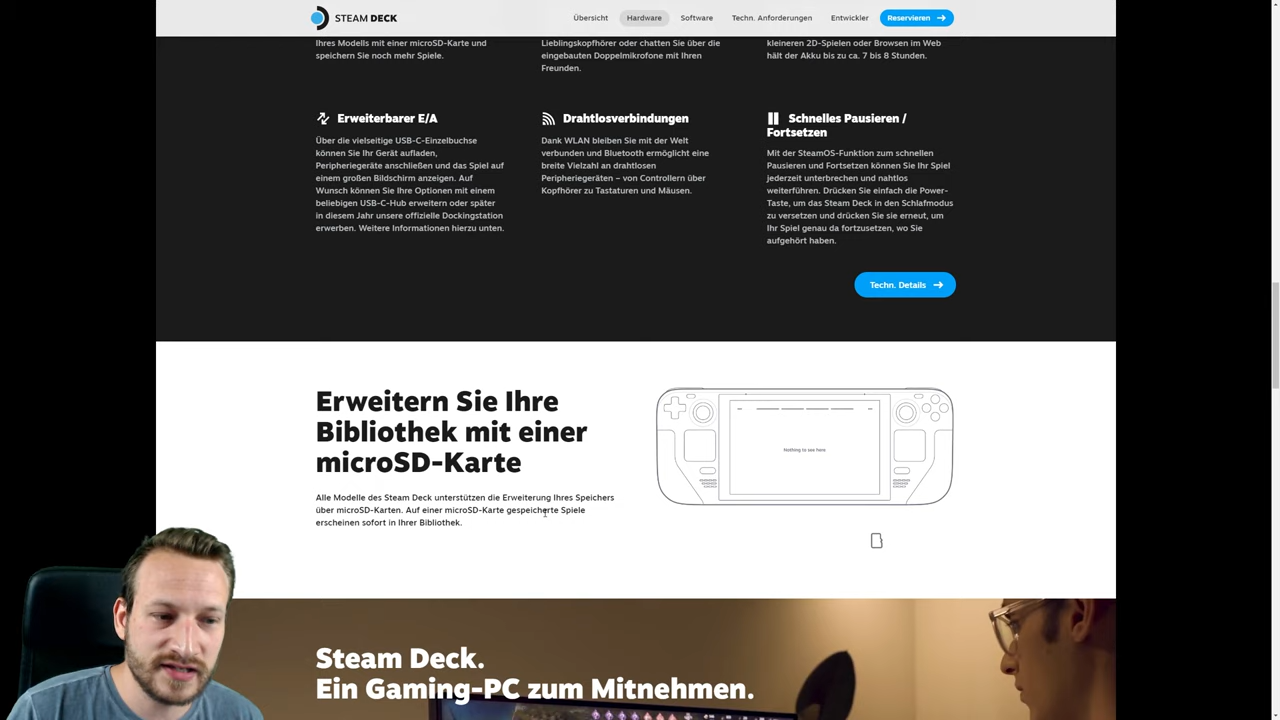 STEAM DECK
Übersicht
Hardware
Software
Techn. Anforderungen
Entwickler
Reservieren
Ihres Modells mit einer microSD-Karte und
speichern Sie noch mehr Spiele.
Lieblingskopfhörer oder chatten Sie über die
eingebauten Doppelmikrofone mit Ihren
Freunden.
kleineren 2D-Spielen oder Browsen im Web
hält der Akku bis zu ca. 7 bis 8 Stunden.
Erweiterbarer E/A
Über die vielseitige USB-C-Einzelbuchse
können Sie Ihr Gerät aufladen,
Peripheriegeräte anschließen und das Spiel auf
einem großen Bildschirm anzeigen. Auf
Wunsch können Sie Ihre Optionen mit einem
beliebigen USB-C-Hub erweitern oder später
in diesem Jahr unsere offizielle Dockingstation
erwerben. Weitere Informationen hierzu unten.
Drahtlosverbindungen
Dank WLAN bleiben Sie mit der Welt
verbunden und Bluetooth ermöglicht eine
breite Vielzahl an drahtlosen
Peripheriegeräten – von Controllern über
Kopfhörer zu Tastaturen und Mäusen.
Schnelles Pausieren /
Fortsetzen
Mit der SteamOS-Funktion zum schnellen
Pausieren und Fortsetzen können Sie Ihr Spiel
jederzeit unterbrechen und nahtlos
weiterführen. Drücken Sie einfach die Power-
Taste, um das Steam Deck in den Schlafmodus
zu versetzen und drücken Sie sie erneut, um
Ihr Spiel genau da fortzusetzen, wo Sie
aufgehört haben.
Techn. Details
Erweitern Sie Ihre
Bibliothek mit einer
microSD-Karte
Alle Modelle des Steam Deck unterstützen die Erweiterung Ihres Speichers
über microSD-Karten. Auf einer microSD-Karte gespeicherte Spiele
erscheinen sofort in Ihrer Bibliothek.
Nothing to see here
Steam Deck.
Ein Gaming-PC zum Mitnehmen.